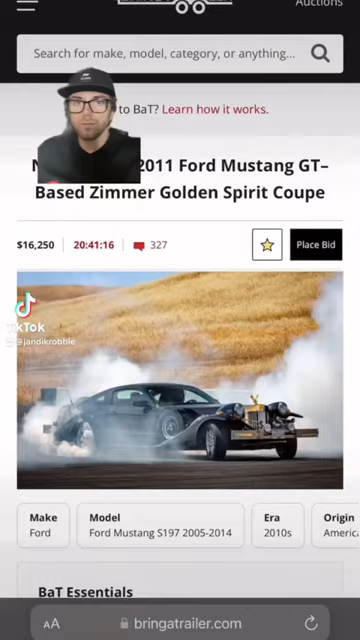 Auctions
Search for make, model, category, or anything...
to BaT? Learn how it works.
2011 Ford Mustang GT–
Based Zimmer Golden Spirit Coupe
$16,250
20:41:16
327
Place Bid
TikTok
@jandikrobble
Make
Ford
Model
Ford Mustang S197 2005-2014
Era
2010s
Origin
Americ
BaT Essentials
AA
bringatrailer.com